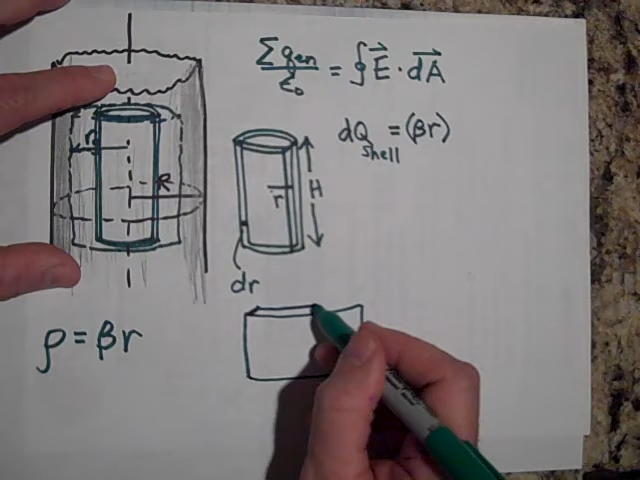 Σq_en/ε₀ = ∮E⃗ · dA⃗
dQ_shell = (βr)
r
R
r
H
dr
ρ = βr